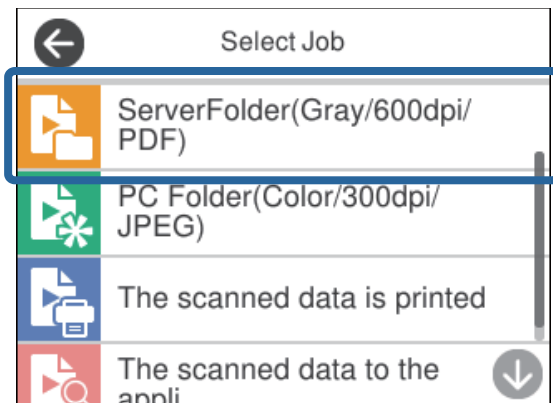 Select Job
ServerFolder(Gray/600dpi/
PDF)
PC Folder(Color/300dpi/
JPEG)
The scanned data is printed
The scanned data to the
appli...